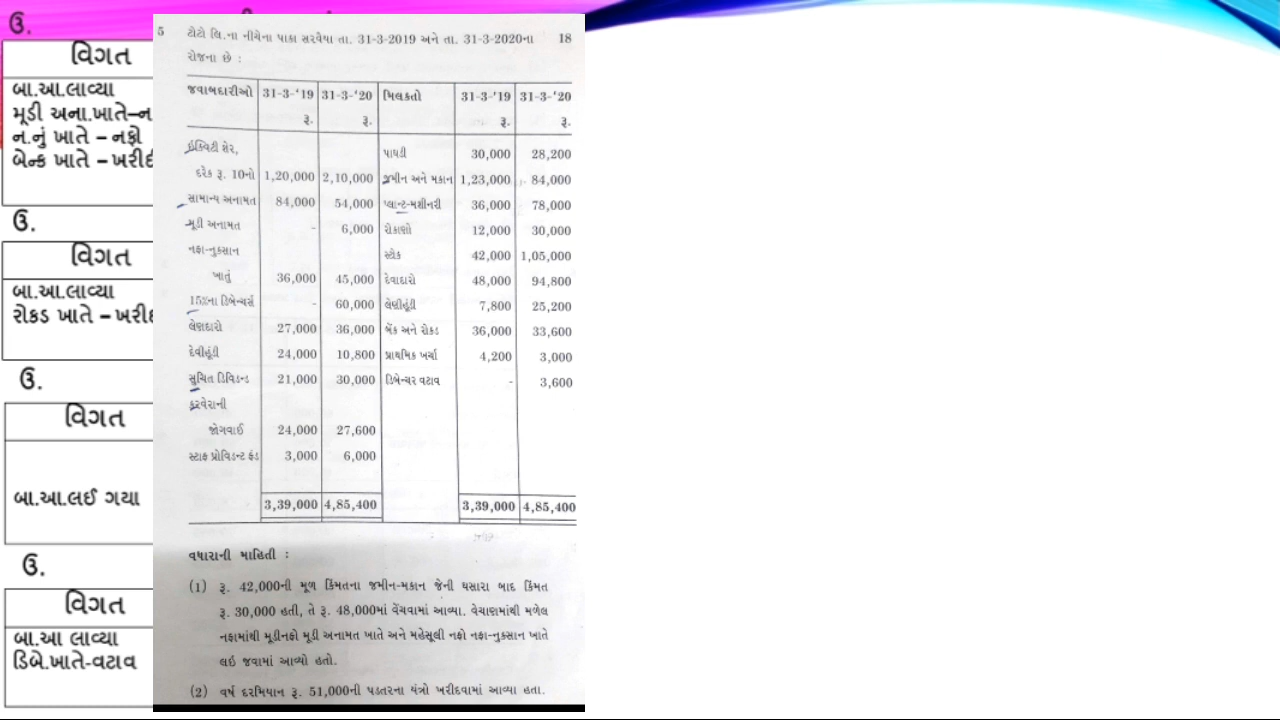 ઉ.
વિગત
બા.આ.લાવ્યા
મૂડી અના.ખાતે–ન
ન.નું ખાતે – નફો
બેન્ક ખાતે – ખરીદ
ઉ.
વિગત
બા.આ.લાવ્યા
રોકડ ખાતે – ખરીદ
ઉ.
વિગત
બા.આ.લઈ ગયા
ઉ.
વિગત
બા.આ લાવ્યા
ડિબે.ખાતે-વટાવ
5 ટોટો લિ.ના નીચેના પાકા સરવૈયા તા. 31-3-2019 અને તા. 31-3-2020ના 18
રોજના છે :
જવાબદારીઓ 31-3-'19 31-3-'20 મિલકતો 31-3-'19 31-3-'20
રૂ. રૂ. રૂ. રૂ.
ઇક્વિટી શેર, પાઘડી 30,000 28,200
દરેક રૂ. 10નો 1,20,000 2,10,000 જમીન અને મકાન 1,23,000 84,000
સામાન્ય અનામત 84,000 54,000 પ્લાન્ટ-મશીનરી 36,000 78,000
મૂડી અનામત - 6,000 રોકાણો 12,000 30,000
નફા-નુકસાન સ્ટૉક 42,000 1,05,000
ખાતું 36,000 45,000 દેવાદારો 48,000 94,800
15%ના ડિબેન્ચર્સ - 60,000 લેણીહૂંડી 7,800 25,200
લેણદારો 27,000 36,000 બેંક અને રોકડ 36,000 33,600
દેવીહૂંડી 24,000 10,800 પ્રાથમિક ખર્ચા 4,200 3,000
સુચિત ડિવિડન્ડ 21,000 30,000 ડિબેન્ચર વટાવ - 3,600
કરવેરાની
જોગવાઈ 24,000 27,600
સ્ટાફ પ્રોવિડન્ટ ફંડ 3,000 6,000
3,39,000 4,85,400 3,39,000 4,85,400
વધારાની માહિતી :
(1) રૂ. 42,000ની મૂળ કિંમતના જમીન-મકાન જેની ઘસારા બાદ કિંમત
રૂ. 30,000 હતી, તે રૂ. 48,000માં વેંચવામાં આવ્યા. વેચાણમાંથી મળેલ
નફામાંથી મૂડીનફો મૂડી અનામત ખાતે અને મહેસૂલી નફો નફા-નુકસાન ખાતે
લઇ જવામાં આવ્યો હતો.
(2) વર્ષ દરમિયાન રૂ. 51,000ની પડતરના યંત્રો ખરીદવામાં આવ્યા હતા.